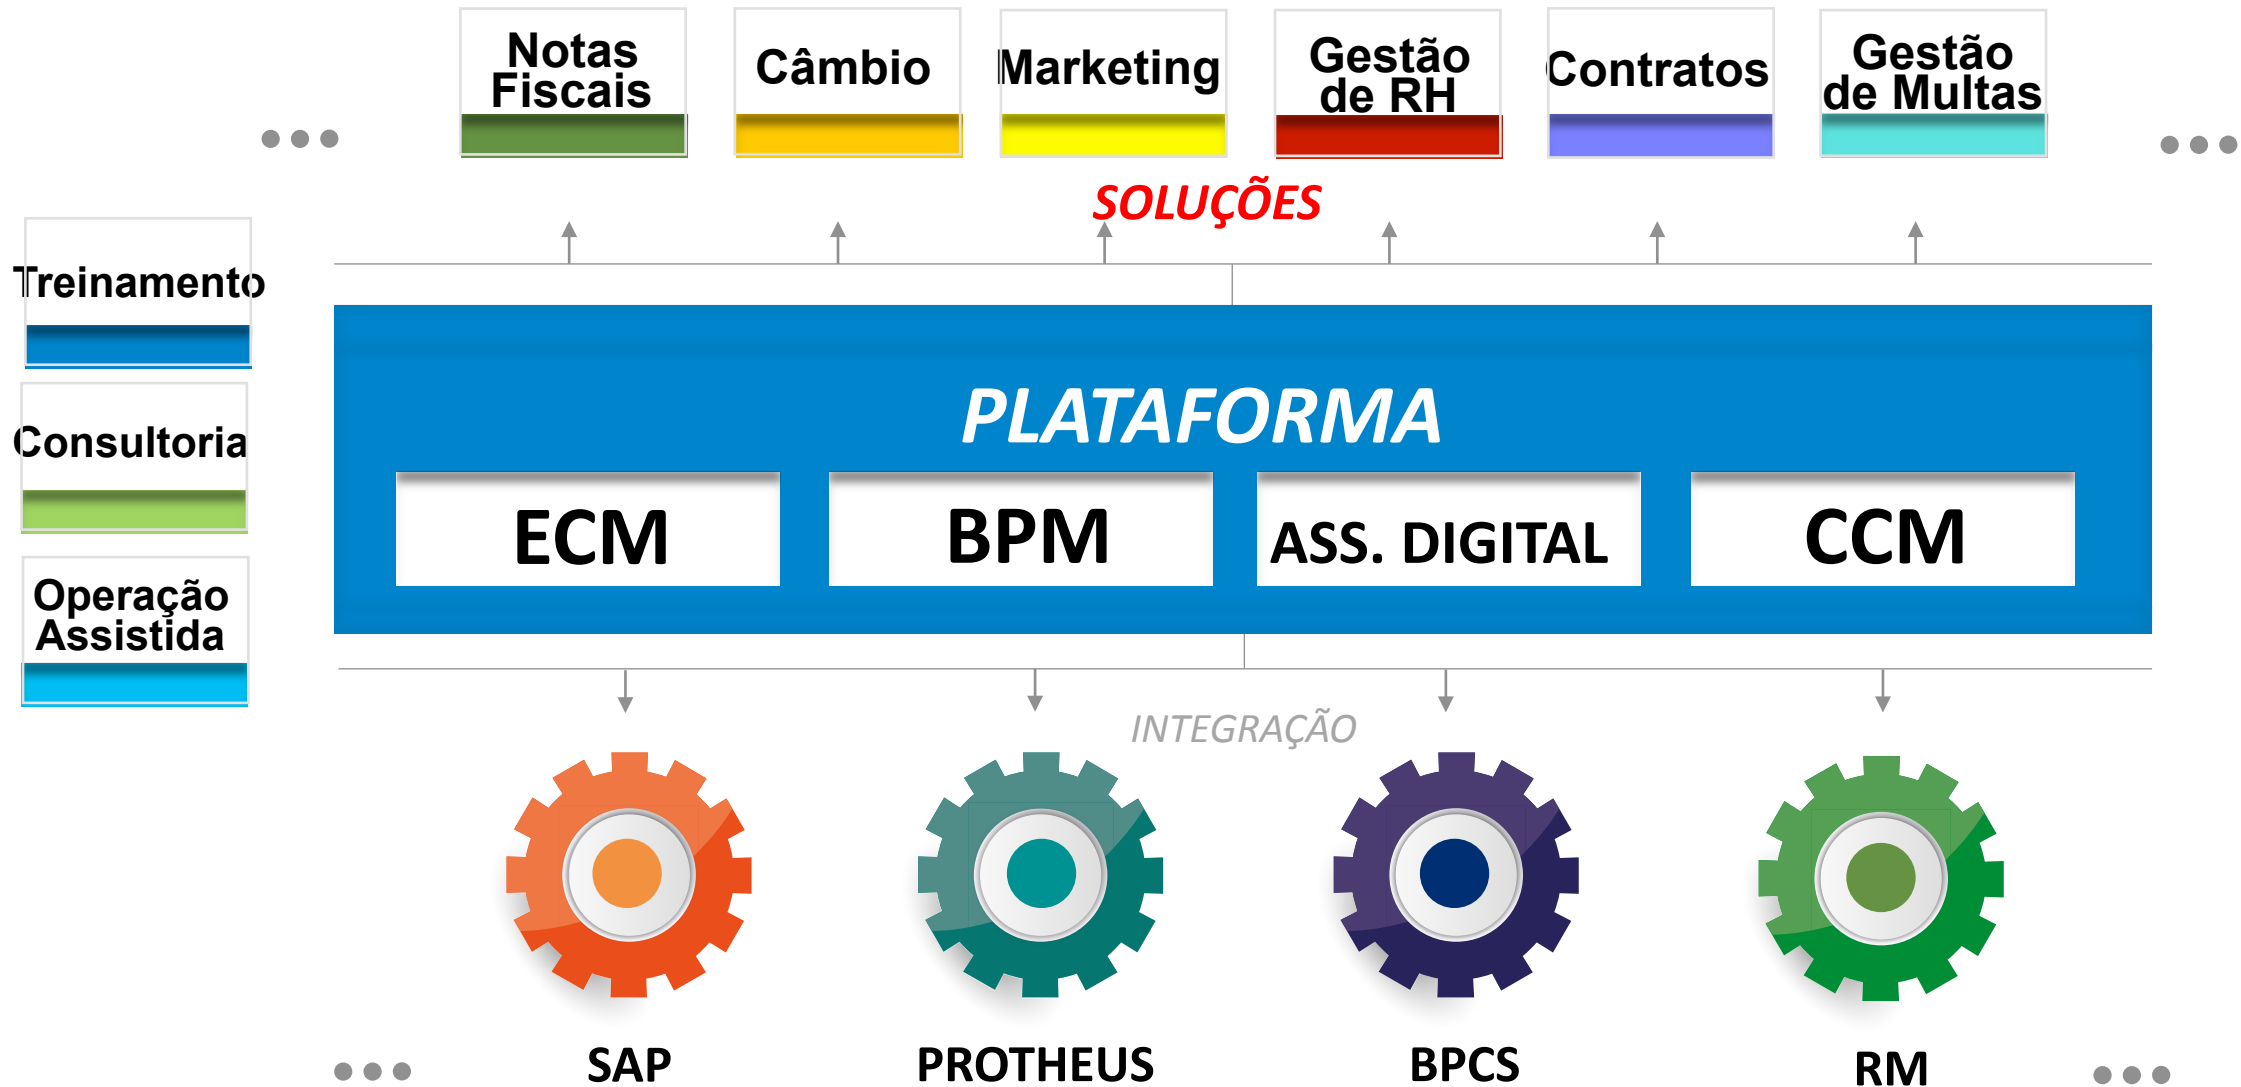 Notas
Fiscais
Câmbio
Marketing
Gestão
de RH
Contratos
Gestão
de Multas
SOLUÇÕES
Treinamento
Consultoria
Operação
Assistida
PLATAFORMA
ECM
BPM
ASS. DIGITAL
CCM
INTEGRAÇÃO
SAP
PROTHEUS
BPCS
RM